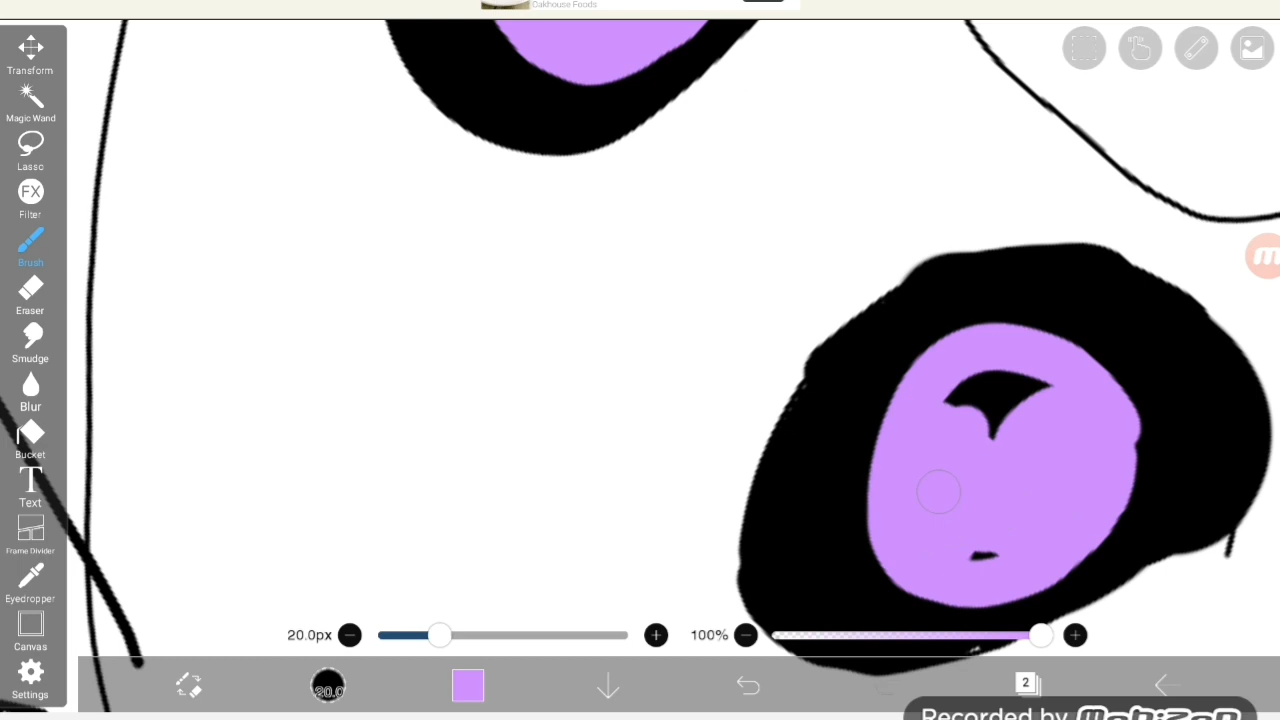 Oakhouse Foods
Transform
Magic Wand
Lasso
FX
Filter
Brush
Eraser
Smudge
Blur
Bucket
T
Text
Frame Divider
Eyedropper
Canvas
Settings
20.0px
100%
20.0
2
Recorded by MOBIZEN